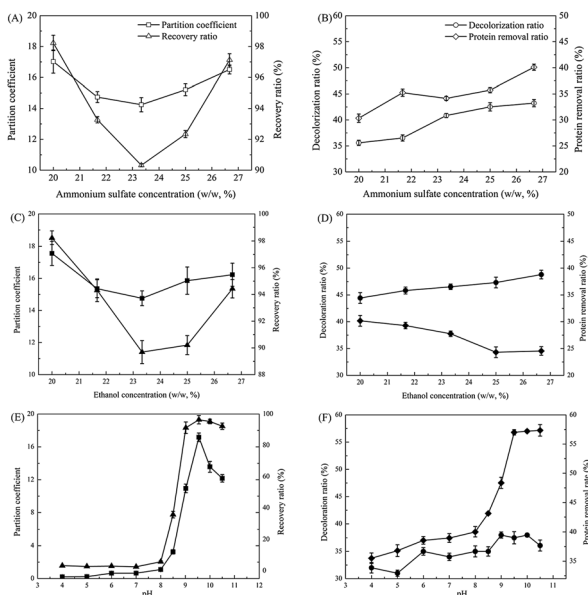 (A)
Partition coefficient
Recovery ratio
20
18
16
14
12
10
100
98
96
94
92
90
Partition coefficient
Recovery ratio (%)
20 21 22 23 24 25 26 27
Ammonium sulfate concentration (w/w, %)
(B)
Decolorization ratio
Protein removal ratio
65
60
55
50
45
40
35
30
50
45
40
35
30
25
20
15
Decolorization ratio (%)
Protein removal ratio (%)
20 21 22 23 24 25 26 27
Ammonium sulfate concentration (w/w, %)
(C)
20
18
16
14
12
10
100
98
96
94
92
90
88
Partition coefficient
Recovery ratio (%)
20 21 22 23 24 25 26 27
Ethanol concentration (w/w, %)
(D)
60
55
50
45
40
35
30
50
45
40
35
30
25
20
Decoloration ratio (%)
Protein removal ratio (%)
20 21 22 23 24 25 26 27
Ethanol concentration (w/w, %)
(E)
20
16
12
8
4
0
100
80
60
40
20
0
Partition coefficient
Recovery ratio (%)
3 4 5 6 7 8 9 10 11 12
pH
(F)
60
55
50
45
40
35
30
60
55
50
45
40
35
Decoloration ratio (%)
Protein removal rate (%)
3 4 5 6 7 8 9 10 11
pH